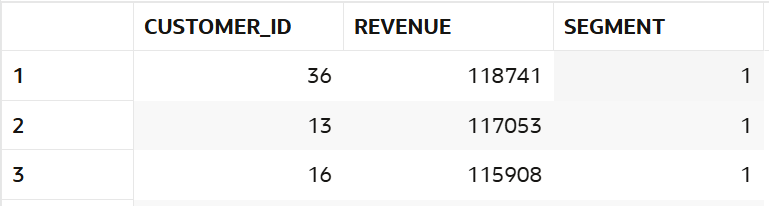 CUSTOMER_ID REVENUE SEGMENT
1 36 118741 1
2 13 117053 1
3 16 115908 1